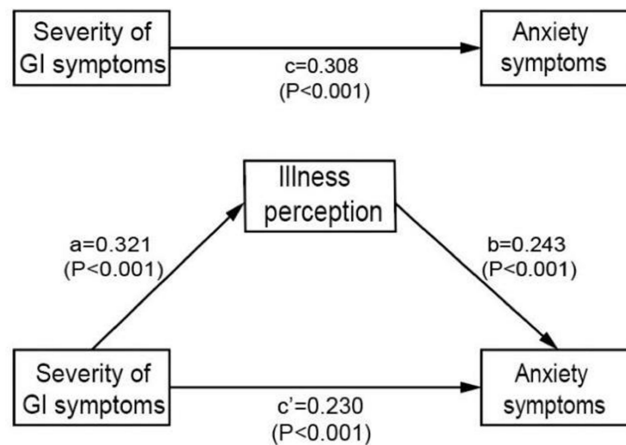 Severity of
GI symptoms
Anxiety
symptoms
c=0.308
(P<0.001)
Illness
perception
a=0.321
(P<0.001)
b=0.243
(P<0.001)
Severity of
GI symptoms
Anxiety
symptoms
c’=0.230
(P<0.001)